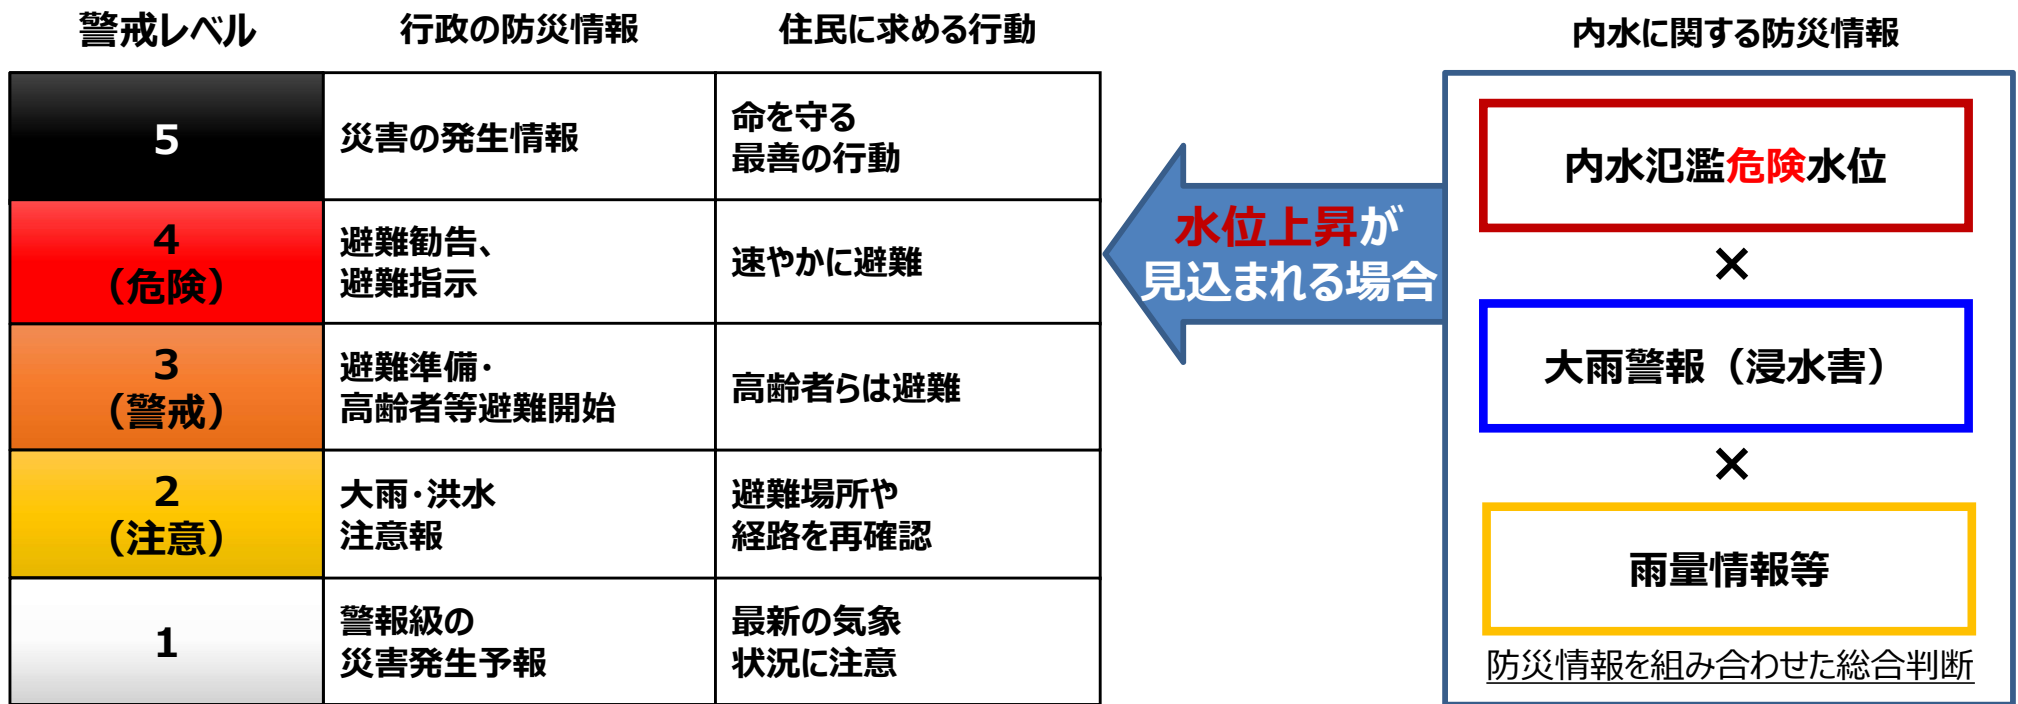 警戒レベル
行政の防災情報
住民に求める行動
5
災害の発生情報
命を守る
最善の行動
4
（危険）
避難勧告、
避難指示
速やかに避難
3
（警戒）
避難準備・
高齢者等避難開始
高齢者らは避難
2
（注意）
大雨・洪水
注意報
避難場所や
経路を再確認
1
警報級の
災害発生予報
最新の気象
状況に注意
水位上昇が
見込まれる場合
内水に関する防災情報
内水氾濫危険水位
×
大雨警報（浸水害）
×
雨量情報等
防災情報を組み合わせた総合判断